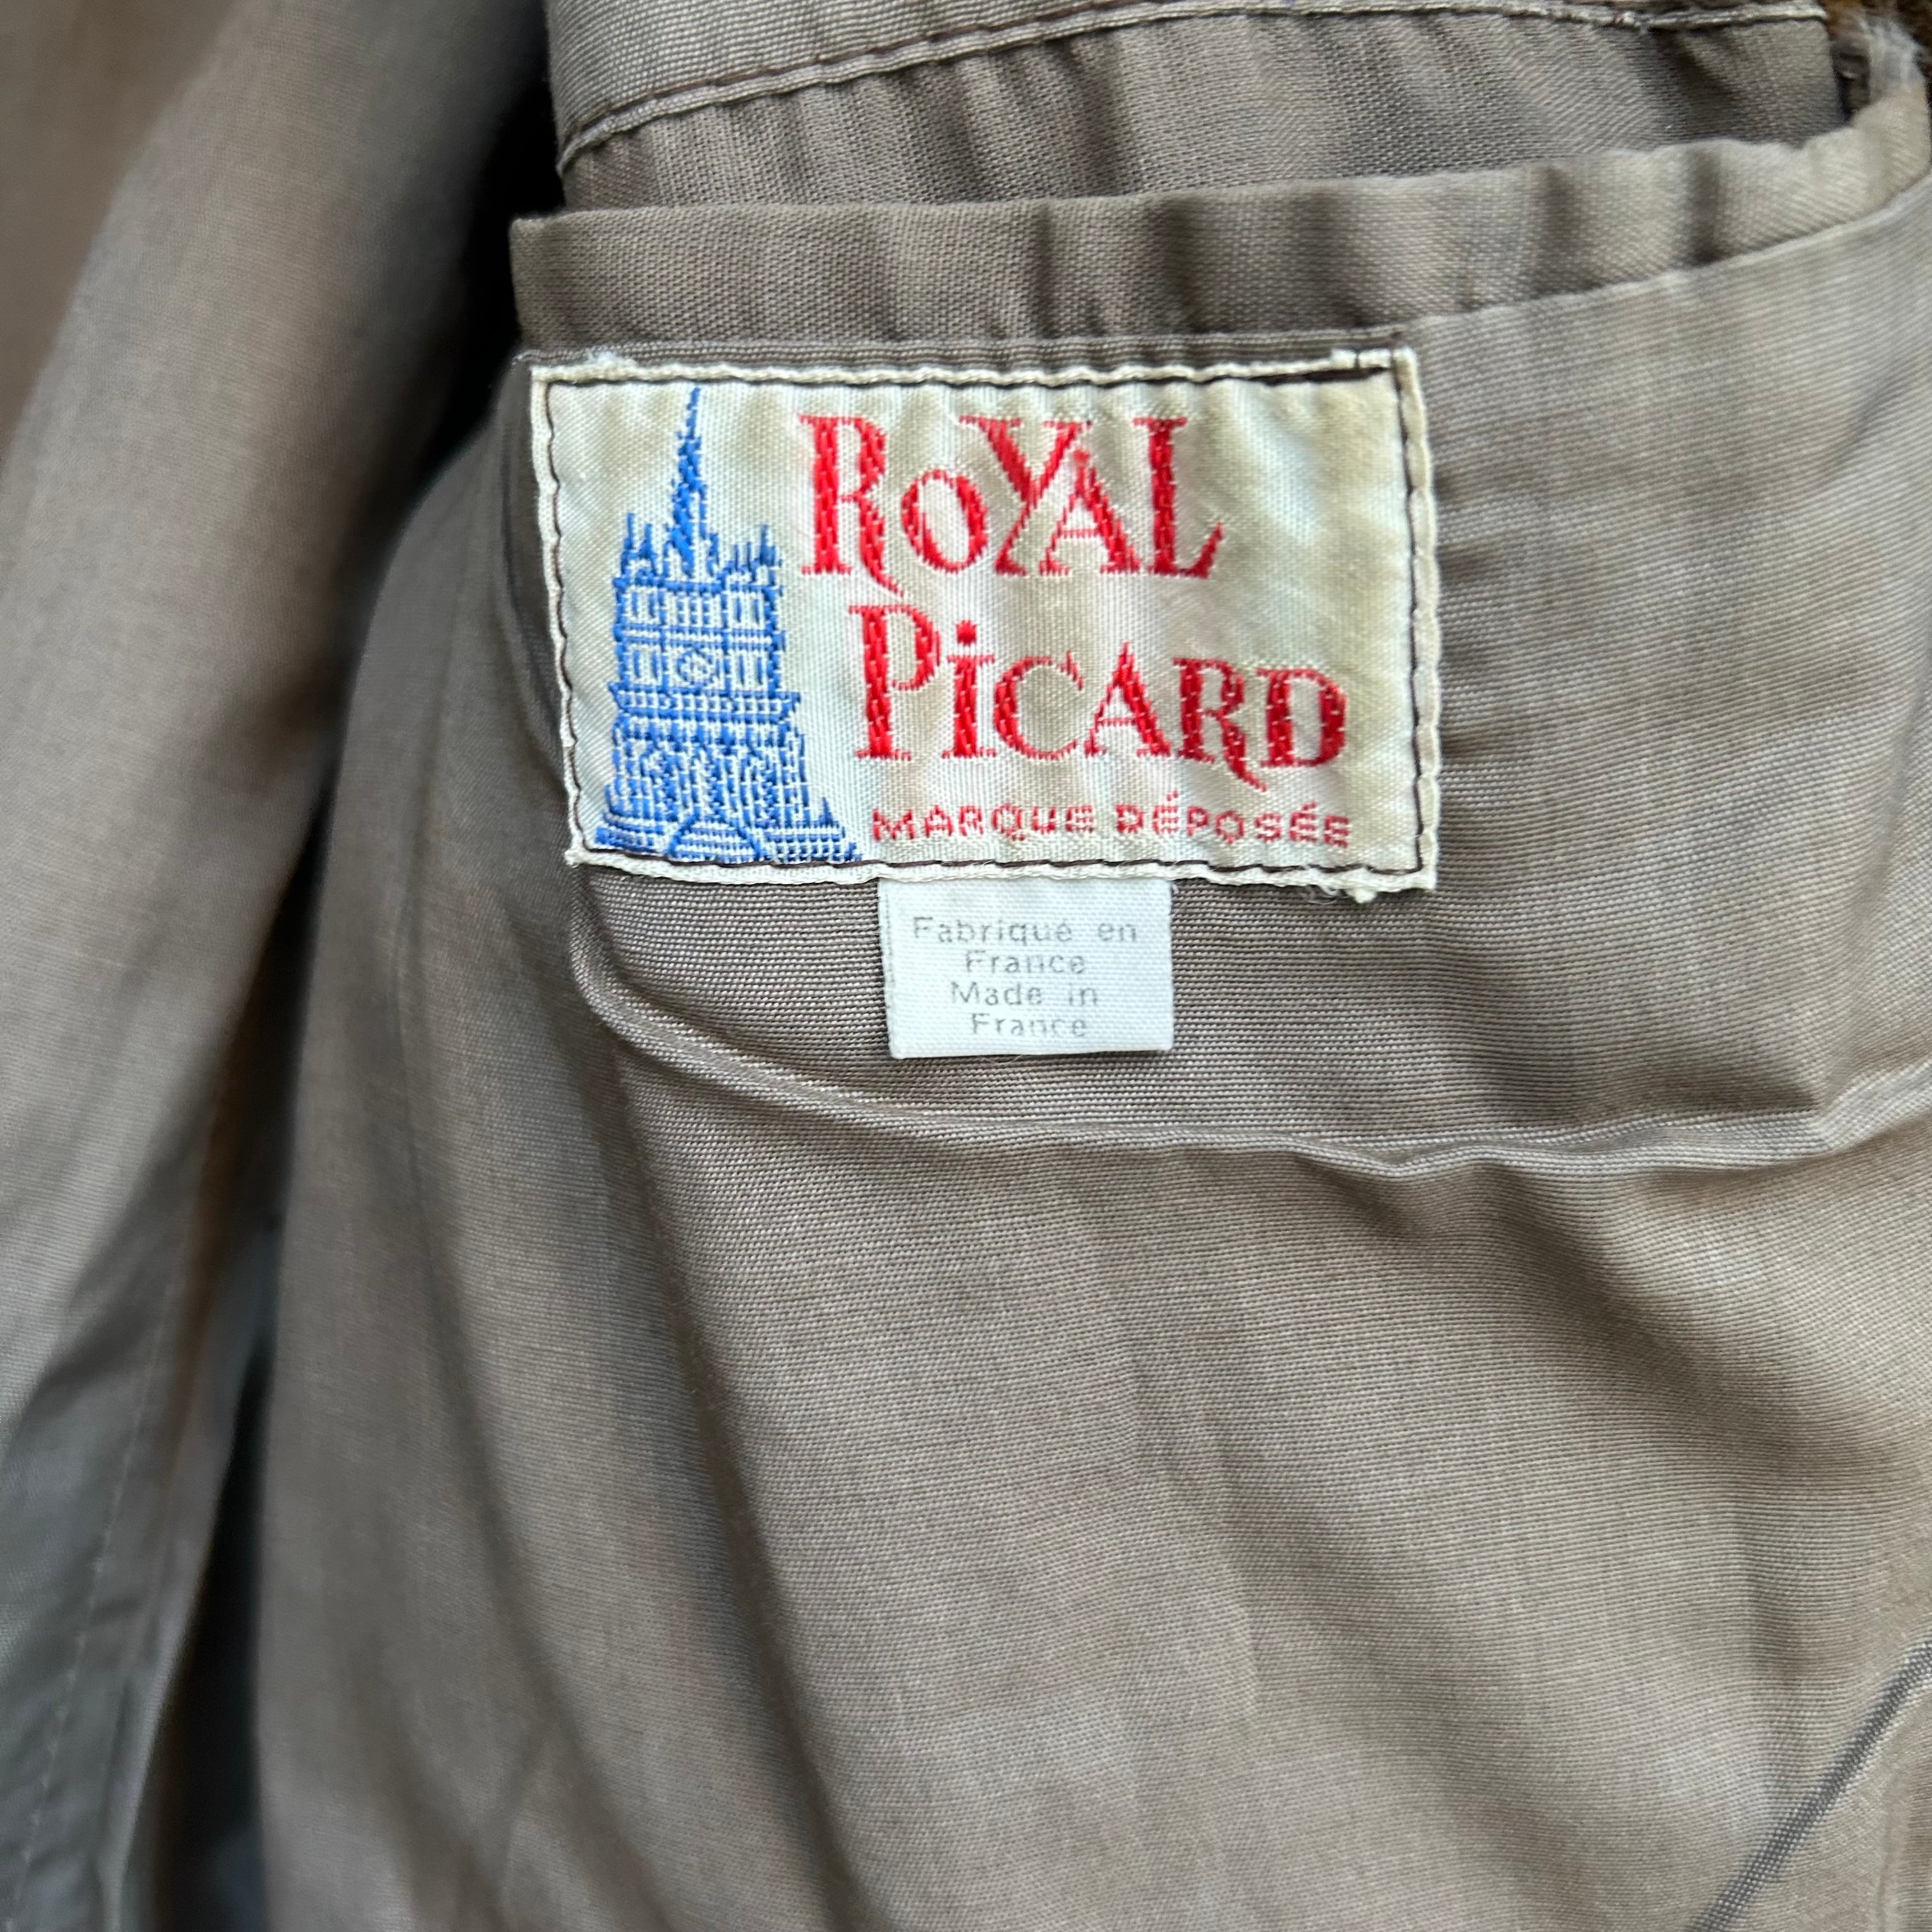 RoYAL
PiCARD
MARQUE DÉPOSÉE
Fabriqué en
France
Made in
France